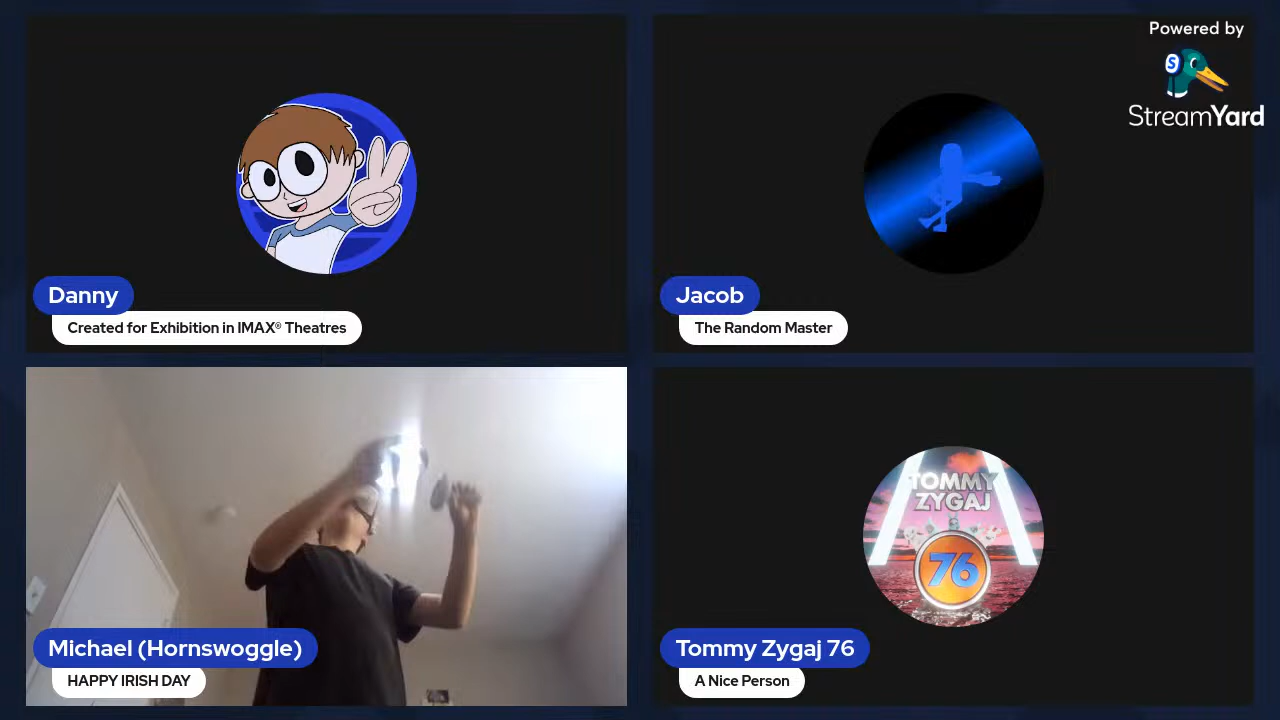 Powered by
S
StreamYard
Danny
Created for Exhibition in IMAX® Theatres
Jacob
The Random Master
TOMMY
ZYGAJ
76
Michael (Hornswoggle)
HAPPY IRISH DAY
Tommy Zygaj 76
A Nice Person